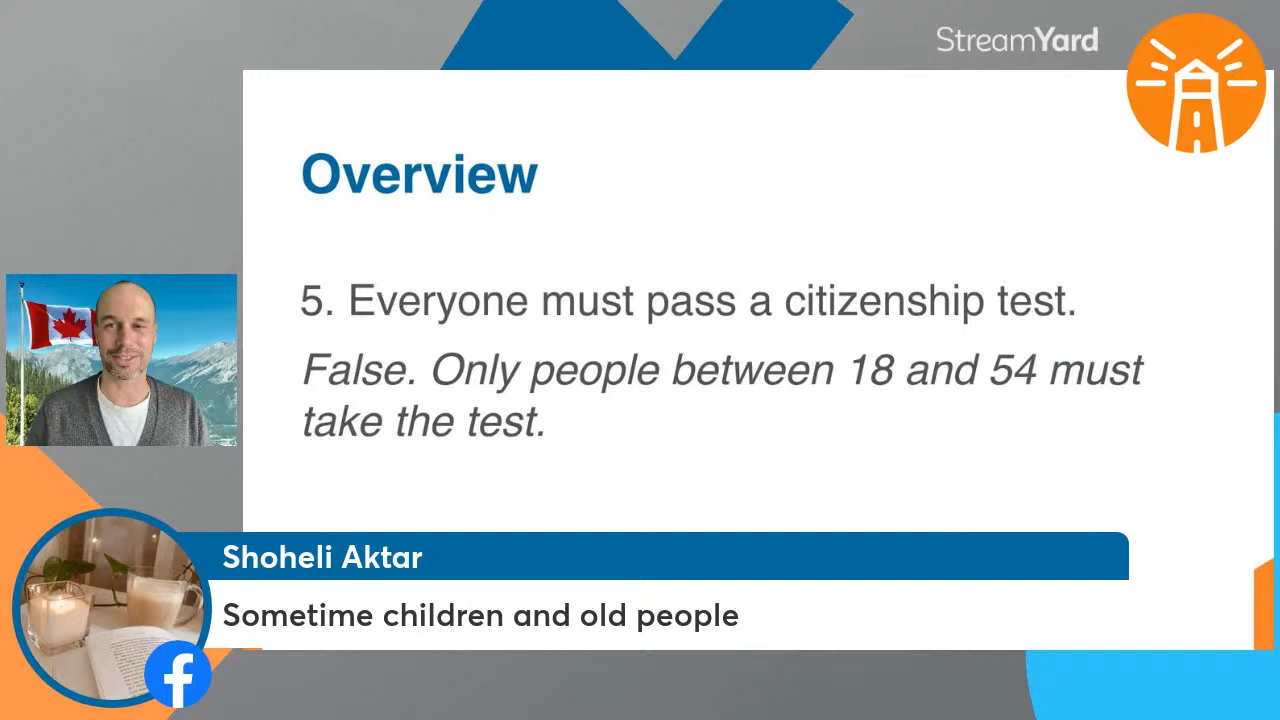 StreamYard
Overview
5. Everyone must pass a citizenship test.
False. Only people between 18 and 54 must
take the test.
Shoheli Aktar
Sometime children and old people